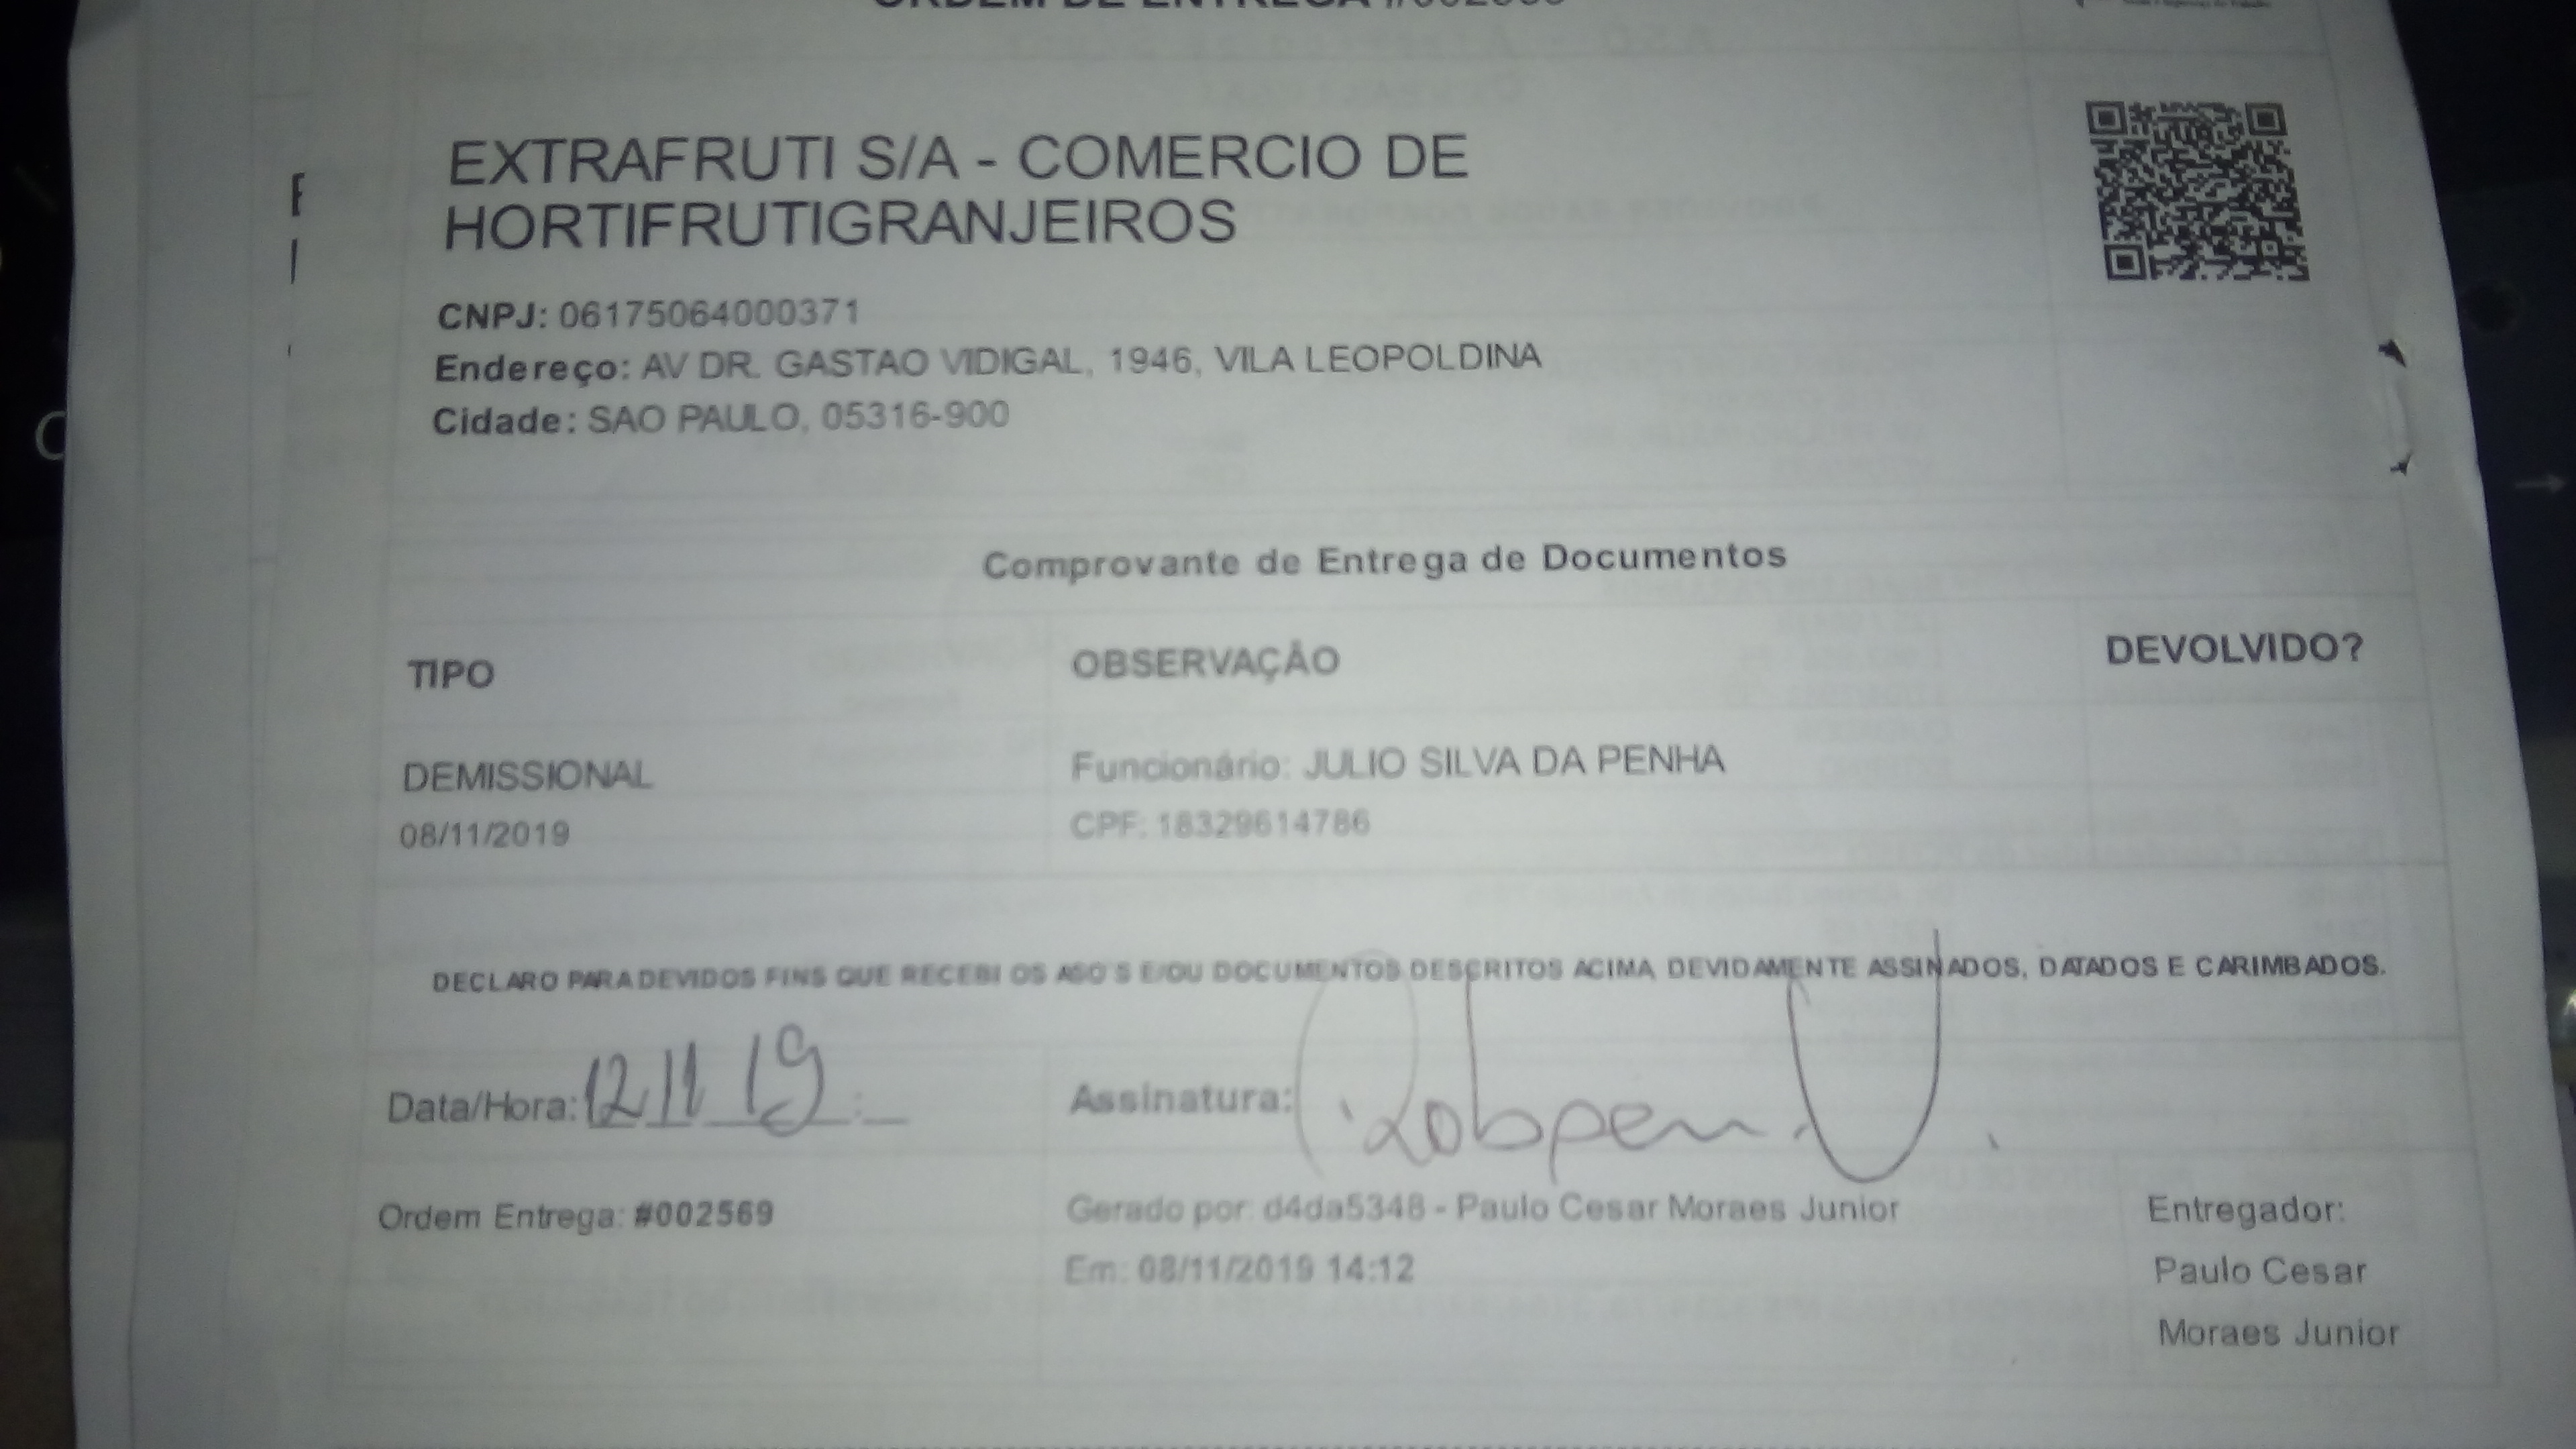 ORDEM DE ENTREGA
EXTRAFRUTI S/A - COMERCIO DE
HORTIFRUTIGRANJEIROS
CNPJ: 06175064000371
Endereço: AV DR. GASTAO VIDIGAL, 1946, VILA LEOPOLDINA
Cidade: SAO PAULO, 05316-900
Comprovante de Entrega de Documentos
TIPO OBSERVAÇÃO DEVOLVIDO?
DEMISSIONAL Funcionário: JULIO SILVA DA PENHA
08/11/2019 CPF: 18329614786
DECLARO PARA DEVIDOS FINS QUE RECEBI OS ASO'S E/OU DOCUMENTOS DESCRITOS ACIMA, DEVIDAMENTE ASSINADOS, DATADOS E CARIMBADOS.
Data/Hora: 12 11 19 Assinatura:
Ordem Entrega: #002569 Gerado por: d4da5348 - Paulo Cesar Moraes Junior Entregador:
Em: 08/11/2019 14:12 Paulo Cesar
Moraes Junior